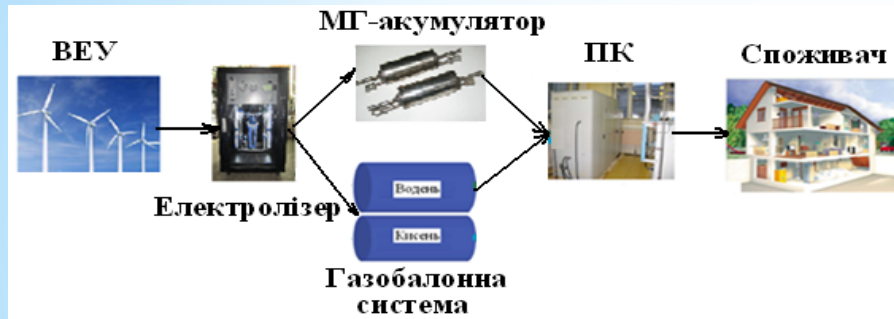 ВЕУ
МГ-акумулятор
ПК
Споживач
Електролізер
Водень
Кисень
Газобалонна
система